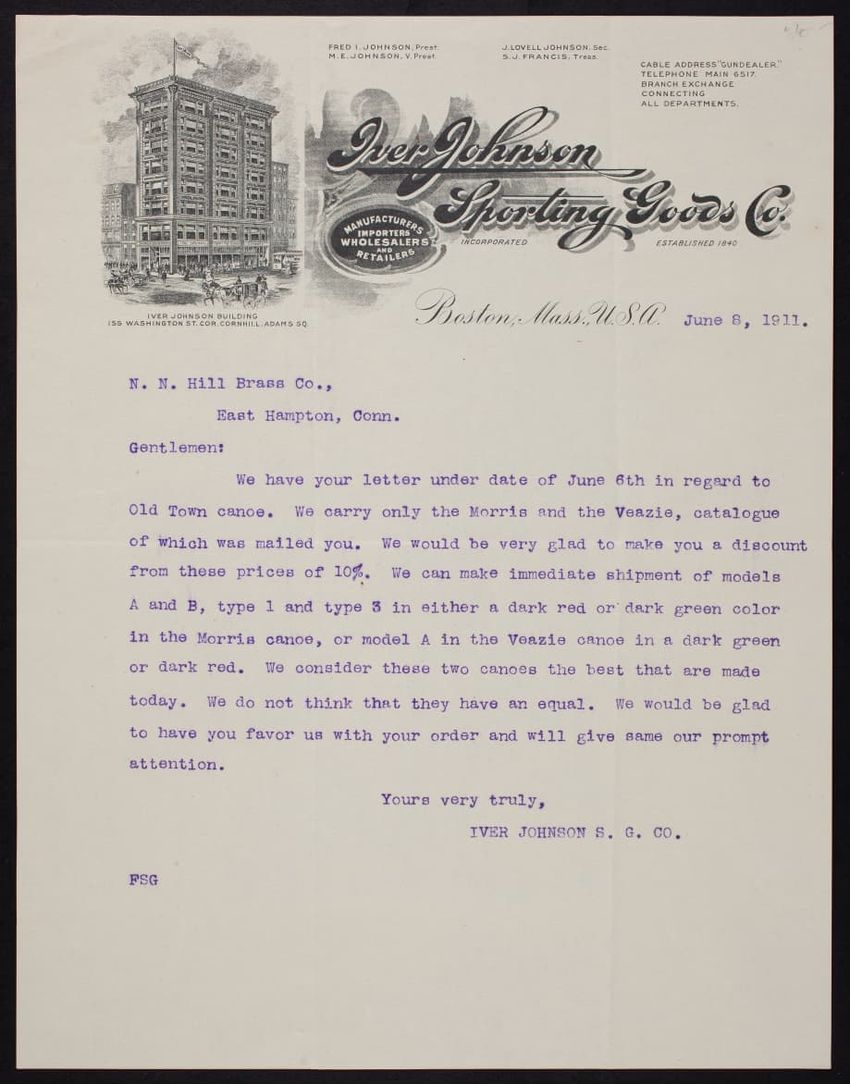 FRED I. JOHNSON, Prest.
M. E. JOHNSON, V. Prest.
J. LOVELL JOHNSON. Sec.
S. J. FRANCIS, Treas.
CABLE ADDRESS "GUNDEALER."
TELEPHONE MAIN 6517.
BRANCH EXCHANGE
CONNECTING
ALL DEPARTMENTS.
Iver Johnson
Sporting Goods Co.
MANUFACTURERS
IMPORTERS
WHOLESALERS
AND
RETAILERS
INCORPORATED
ESTABLISHED 1840
IVER JOHNSON BUILDING
155 WASHINGTON ST. COR. CORNHILL. ADAMS SQ.
Boston, Mass., U.S.A. June 8, 1911.
N. N. Hill Brass Co.,
East Hampton, Conn.
Gentlemen:
We have your letter under date of June 6th in regard to
Old Town canoe. We carry only the Morris and the Veazie, catalogue
of which was mailed you. We would be very glad to make you a discount
from these prices of 10%. We can make immediate shipment of models
A and B, type 1 and type 3 in either a dark red or dark green color
in the Morris canoe, or model A in the Veazie canoe in a dark green
or dark red. We consider these two canoes the best that are made
today. We do not think that they have an equal. We would be glad
to have you favor us with your order and will give same our prompt
attention.
Yours very truly,
IVER JOHNSON S. G. CO.
FSG